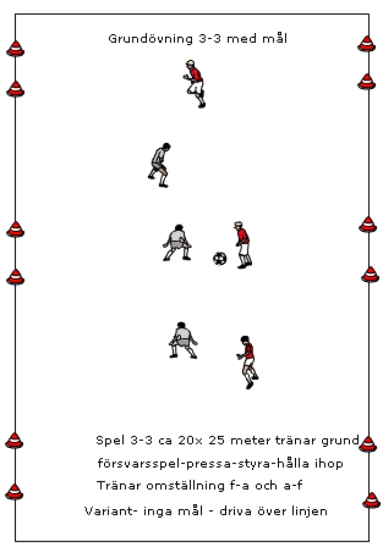 Grundövning 3-3 med mål
Spel 3-3 ca 20x 25 meter tränar grund
försvarsspel-pressa-styra-hålla ihop
Tränar omställning f-a och a-f
Variant- inga mål - driva över linjen